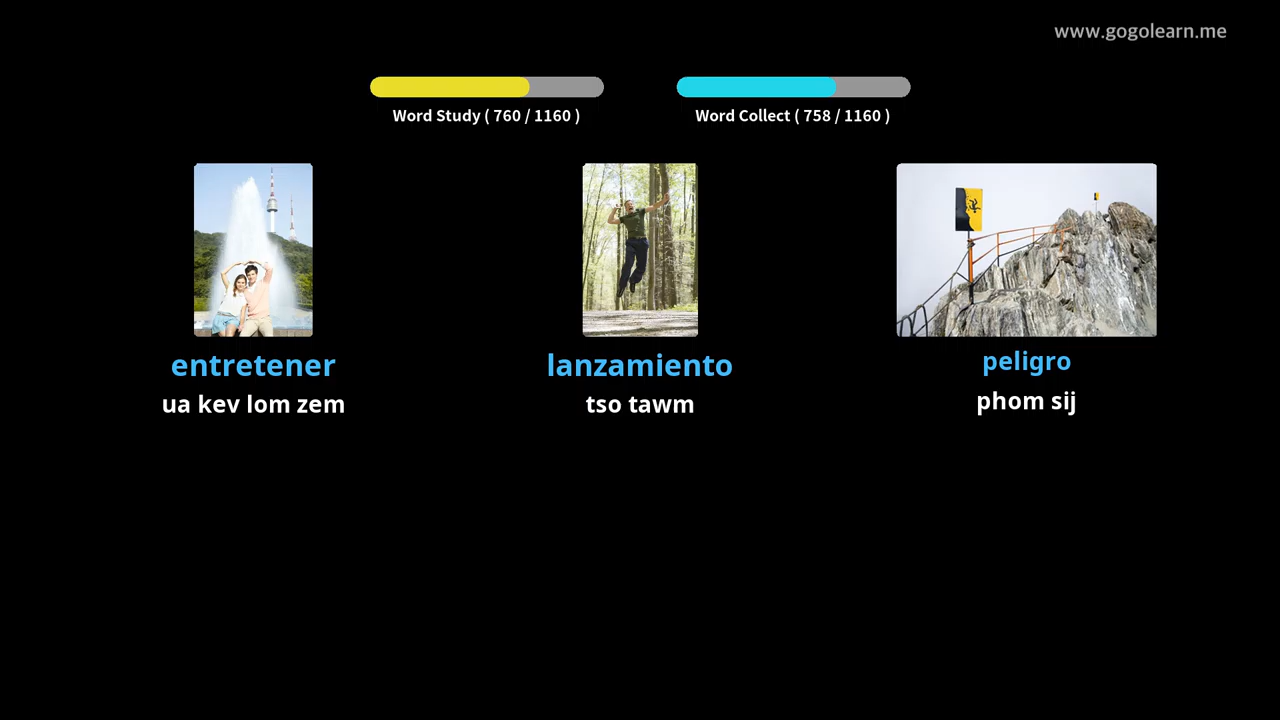 www.gogolearn.me
Word Study ( 760 / 1160 )
Word Collect ( 758 / 1160 )
entretener
ua kev lom zem
lanzamiento
tso tawm
peligro
phom sij